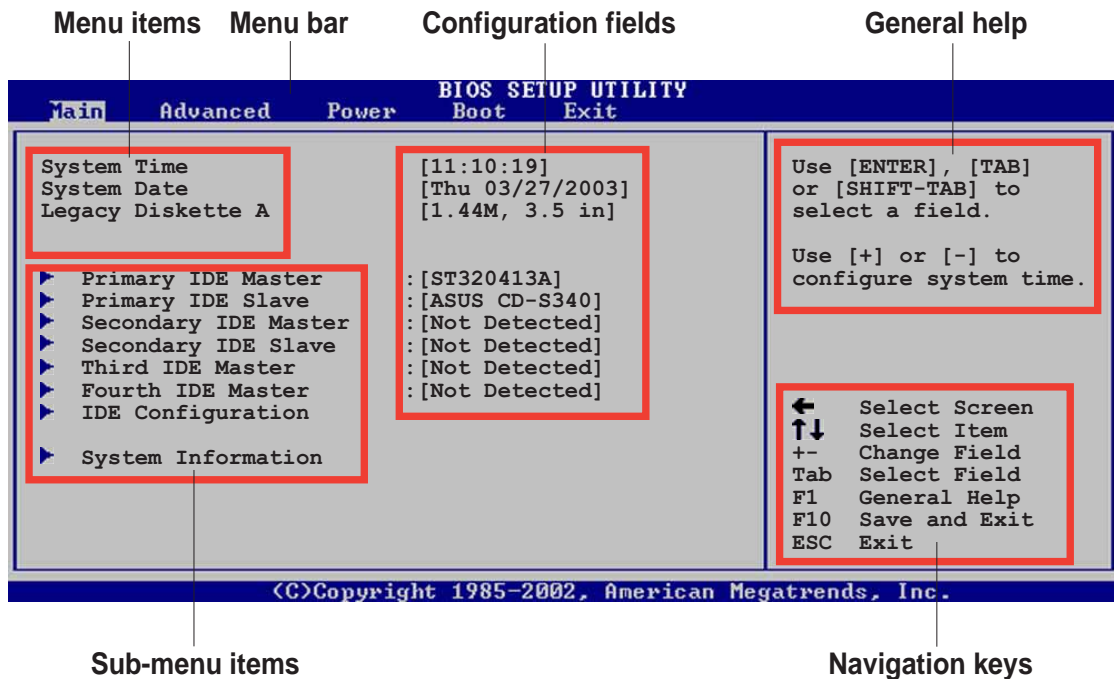 Menu items Menu bar Configuration fields General help
BIOS SETUP UTILITY
Main Advanced Power Boot Exit
System Time [11:10:19]
System Date [Thu 03/27/2003]
Legacy Diskette A [1.44M, 3.5 in]
Primary IDE Master :[ST320413A]
Primary IDE Slave :[ASUS CD-S340]
Secondary IDE Master :[Not Detected]
Secondary IDE Slave :[Not Detected]
Third IDE Master :[Not Detected]
Fourth IDE Master :[Not Detected]
IDE Configuration
System Information
Use [ENTER], [TAB]
or [SHIFT-TAB] to
select a field.
Use [+] or [-] to
configure system time.
← Select Screen
↑↓ Select Item
+- Change Field
Tab Select Field
F1 General Help
F10 Save and Exit
ESC Exit
(C)Copyright 1985-2002, American Megatrends, Inc.
Sub-menu items Navigation keys